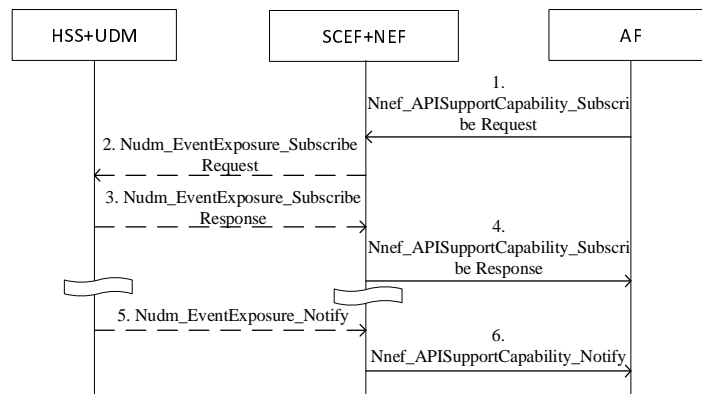 HSS+UDM
SCEF+NEF
AF
1.
Nnef_APISupportCapability_Subscri
be Request
2. Nudm_EventExposure_Subscribe
Request
3. Nudm_EventExposure_Subscribe
Response
4.
Nnef_APISupportCapability_Subscri
be Response
5. Nudm_EventExposure_Notify
6.
Nnef_APISupportCapability_Notify